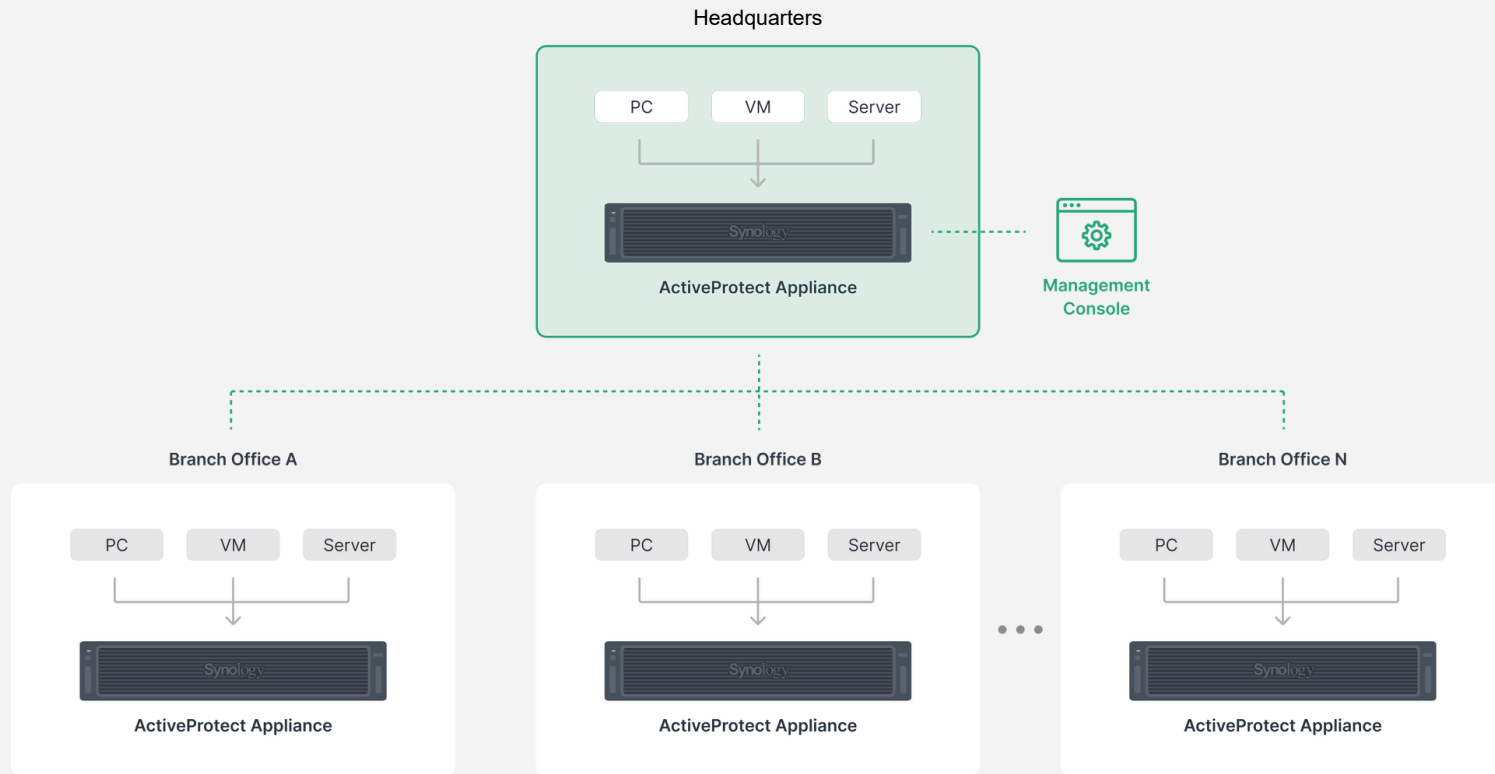 Headquarters
PC VM Server
Synology
ActiveProtect Appliance
Management
Console
Branch Office A Branch Office B Branch Office N
PC VM Server PC VM Server PC VM Server
Synology Synology Synology
ActiveProtect Appliance ActiveProtect Appliance ActiveProtect Appliance